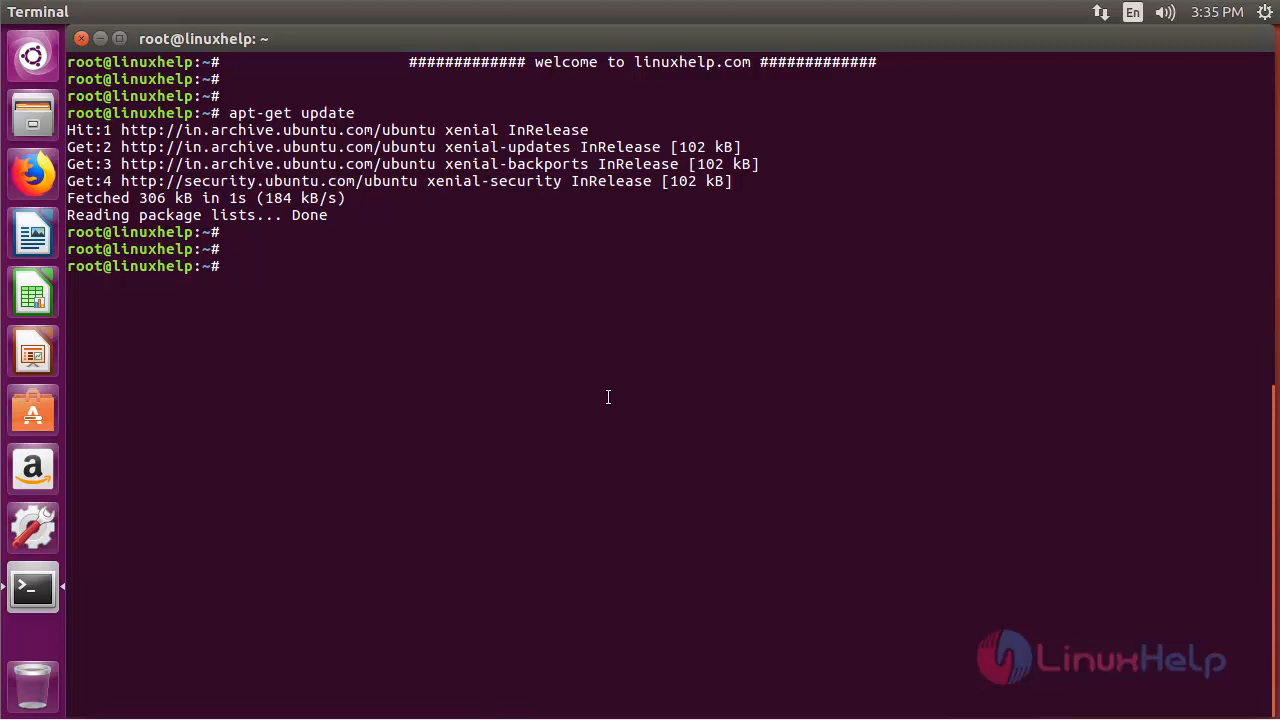 Terminal
En
3:35 PM
root@linuxhelp: ~
root@linuxhelp:~# ############# welcome to linuxhelp.com #############
root@linuxhelp:~#
root@linuxhelp:~#
root@linuxhelp:~# apt-get update
Hit:1 http://in.archive.ubuntu.com/ubuntu xenial InRelease
Get:2 http://in.archive.ubuntu.com/ubuntu xenial-updates InRelease [102 kB]
Get:3 http://in.archive.ubuntu.com/ubuntu xenial-backports InRelease [102 kB]
Get:4 http://security.ubuntu.com/ubuntu xenial-security InRelease [102 kB]
Fetched 306 kB in 1s (184 kB/s)
Reading package lists... Done
root@linuxhelp:~#
root@linuxhelp:~#
root@linuxhelp:~#
LinuxHelp